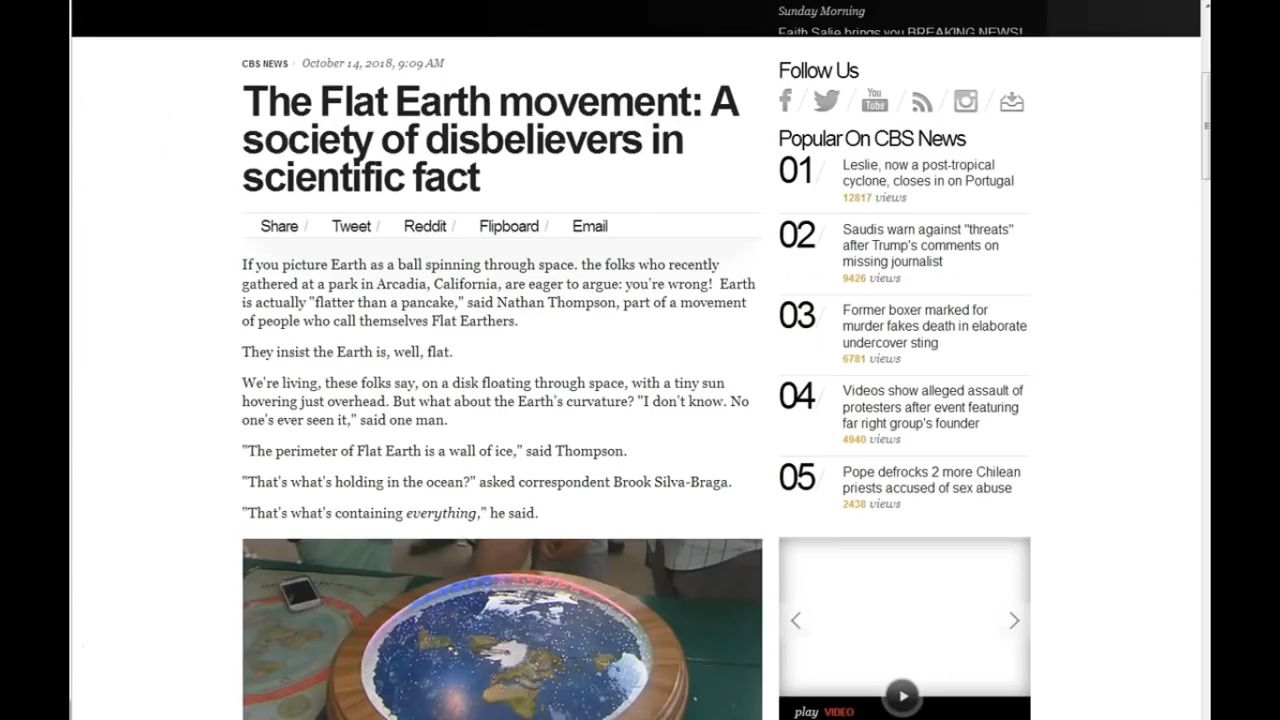 Sunday Morning
Faith Salie brings you BREAKING NEWS!
CBS NEWS / October 14, 2018, 9:09 AM
The Flat Earth movement: A
society of disbelievers in
scientific fact
Share / Tweet / Reddit / Flipboard / Email
If you picture Earth as a ball spinning through space. the folks who recently
gathered at a park in Arcadia, California, are eager to argue: you're wrong! Earth
is actually "flatter than a pancake," said Nathan Thompson, part of a movement
of people who call themselves Flat Earthers.
They insist the Earth is, well, flat.
We're living, these folks say, on a disk floating through space, with a tiny sun
hovering just overhead. But what about the Earth's curvature? "I don't know. No
one's ever seen it," said one man.
"The perimeter of Flat Earth is a wall of ice," said Thompson.
"That's what's holding in the ocean?" asked correspondent Brook Silva-Braga.
"That's what's containing everything," he said.
Follow Us
You Tube
Popular On CBS News
01 / Leslie, now a post-tropical
cyclone, closes in on Portugal
12817 views
02 / Saudis warn against "threats"
after Trump's comments on
missing journalist
9426 views
03 / Former boxer marked for
murder fakes death in elaborate
undercover sting
6781 views
04 / Videos show alleged assault of
protesters after event featuring
far right group's founder
4940 views
05 / Pope defrocks 2 more Chilean
priests accused of sex abuse
2438 views
play VIDEO